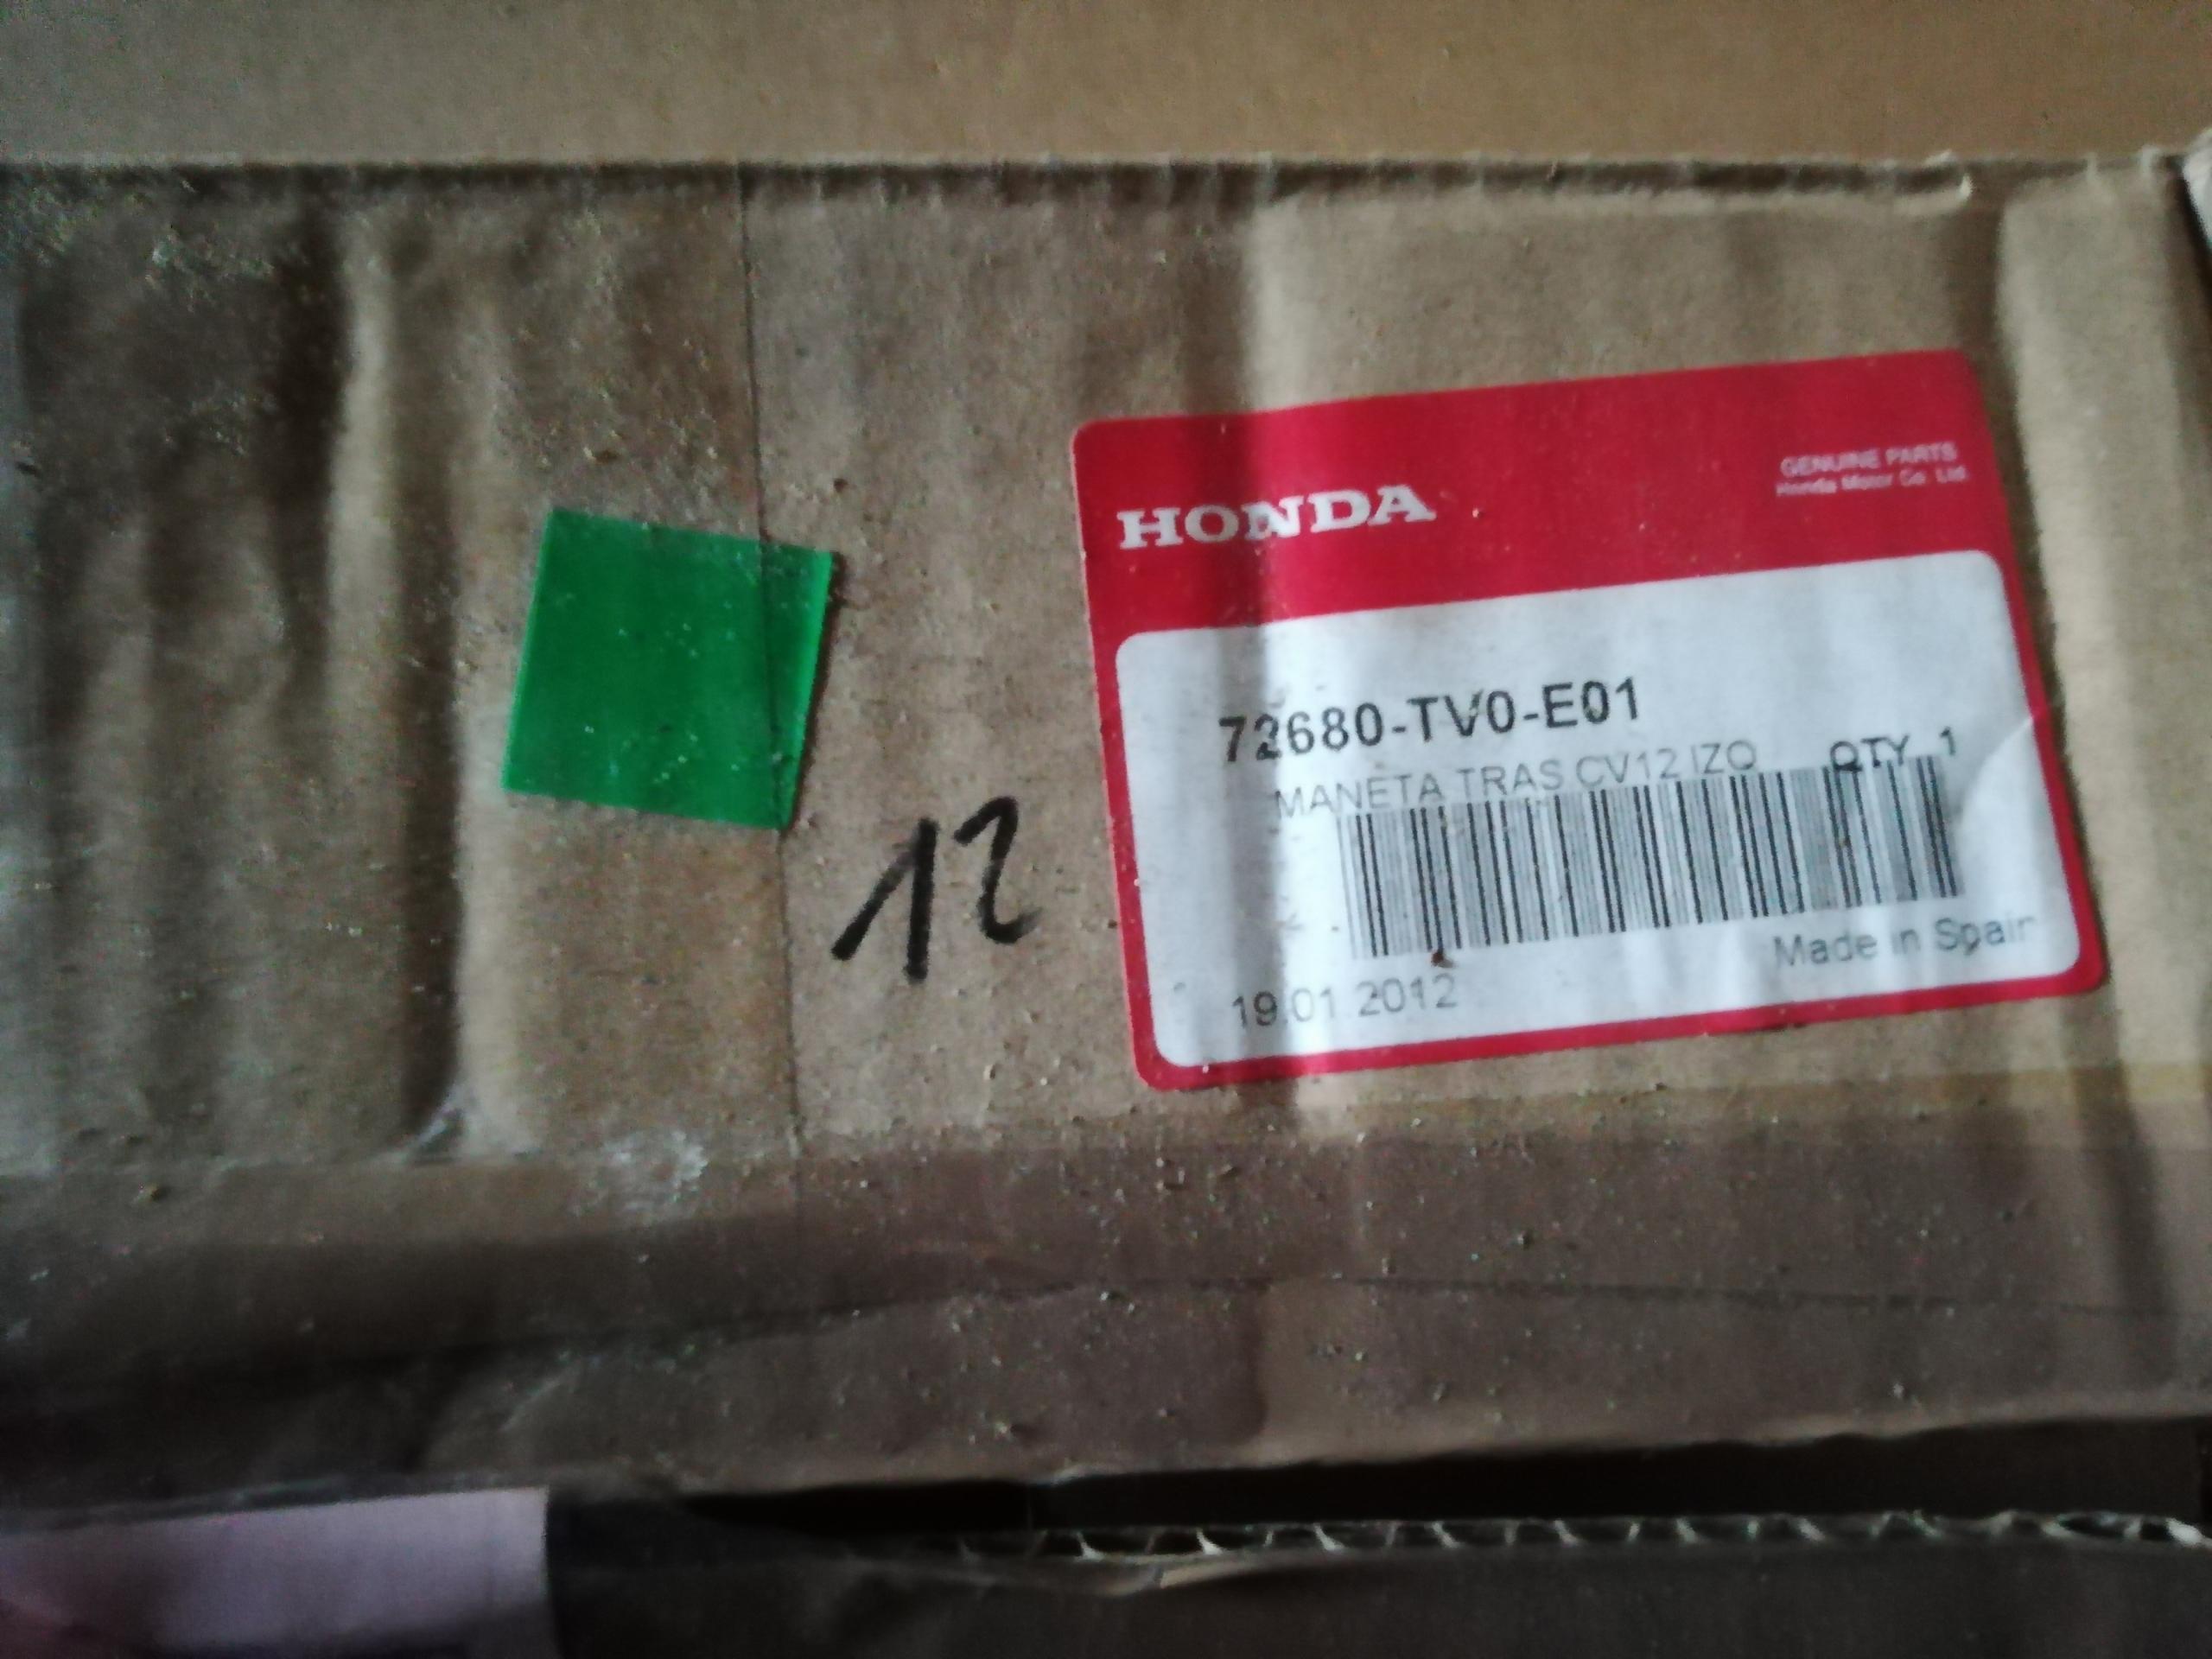 HONDA
GENUINE PARTS
Honda Motor Co. Ltd.
72680-TV0-E01
MANETA TRAS CV12 IZQ QTY 1
Made in Spain
19.01.2012
12